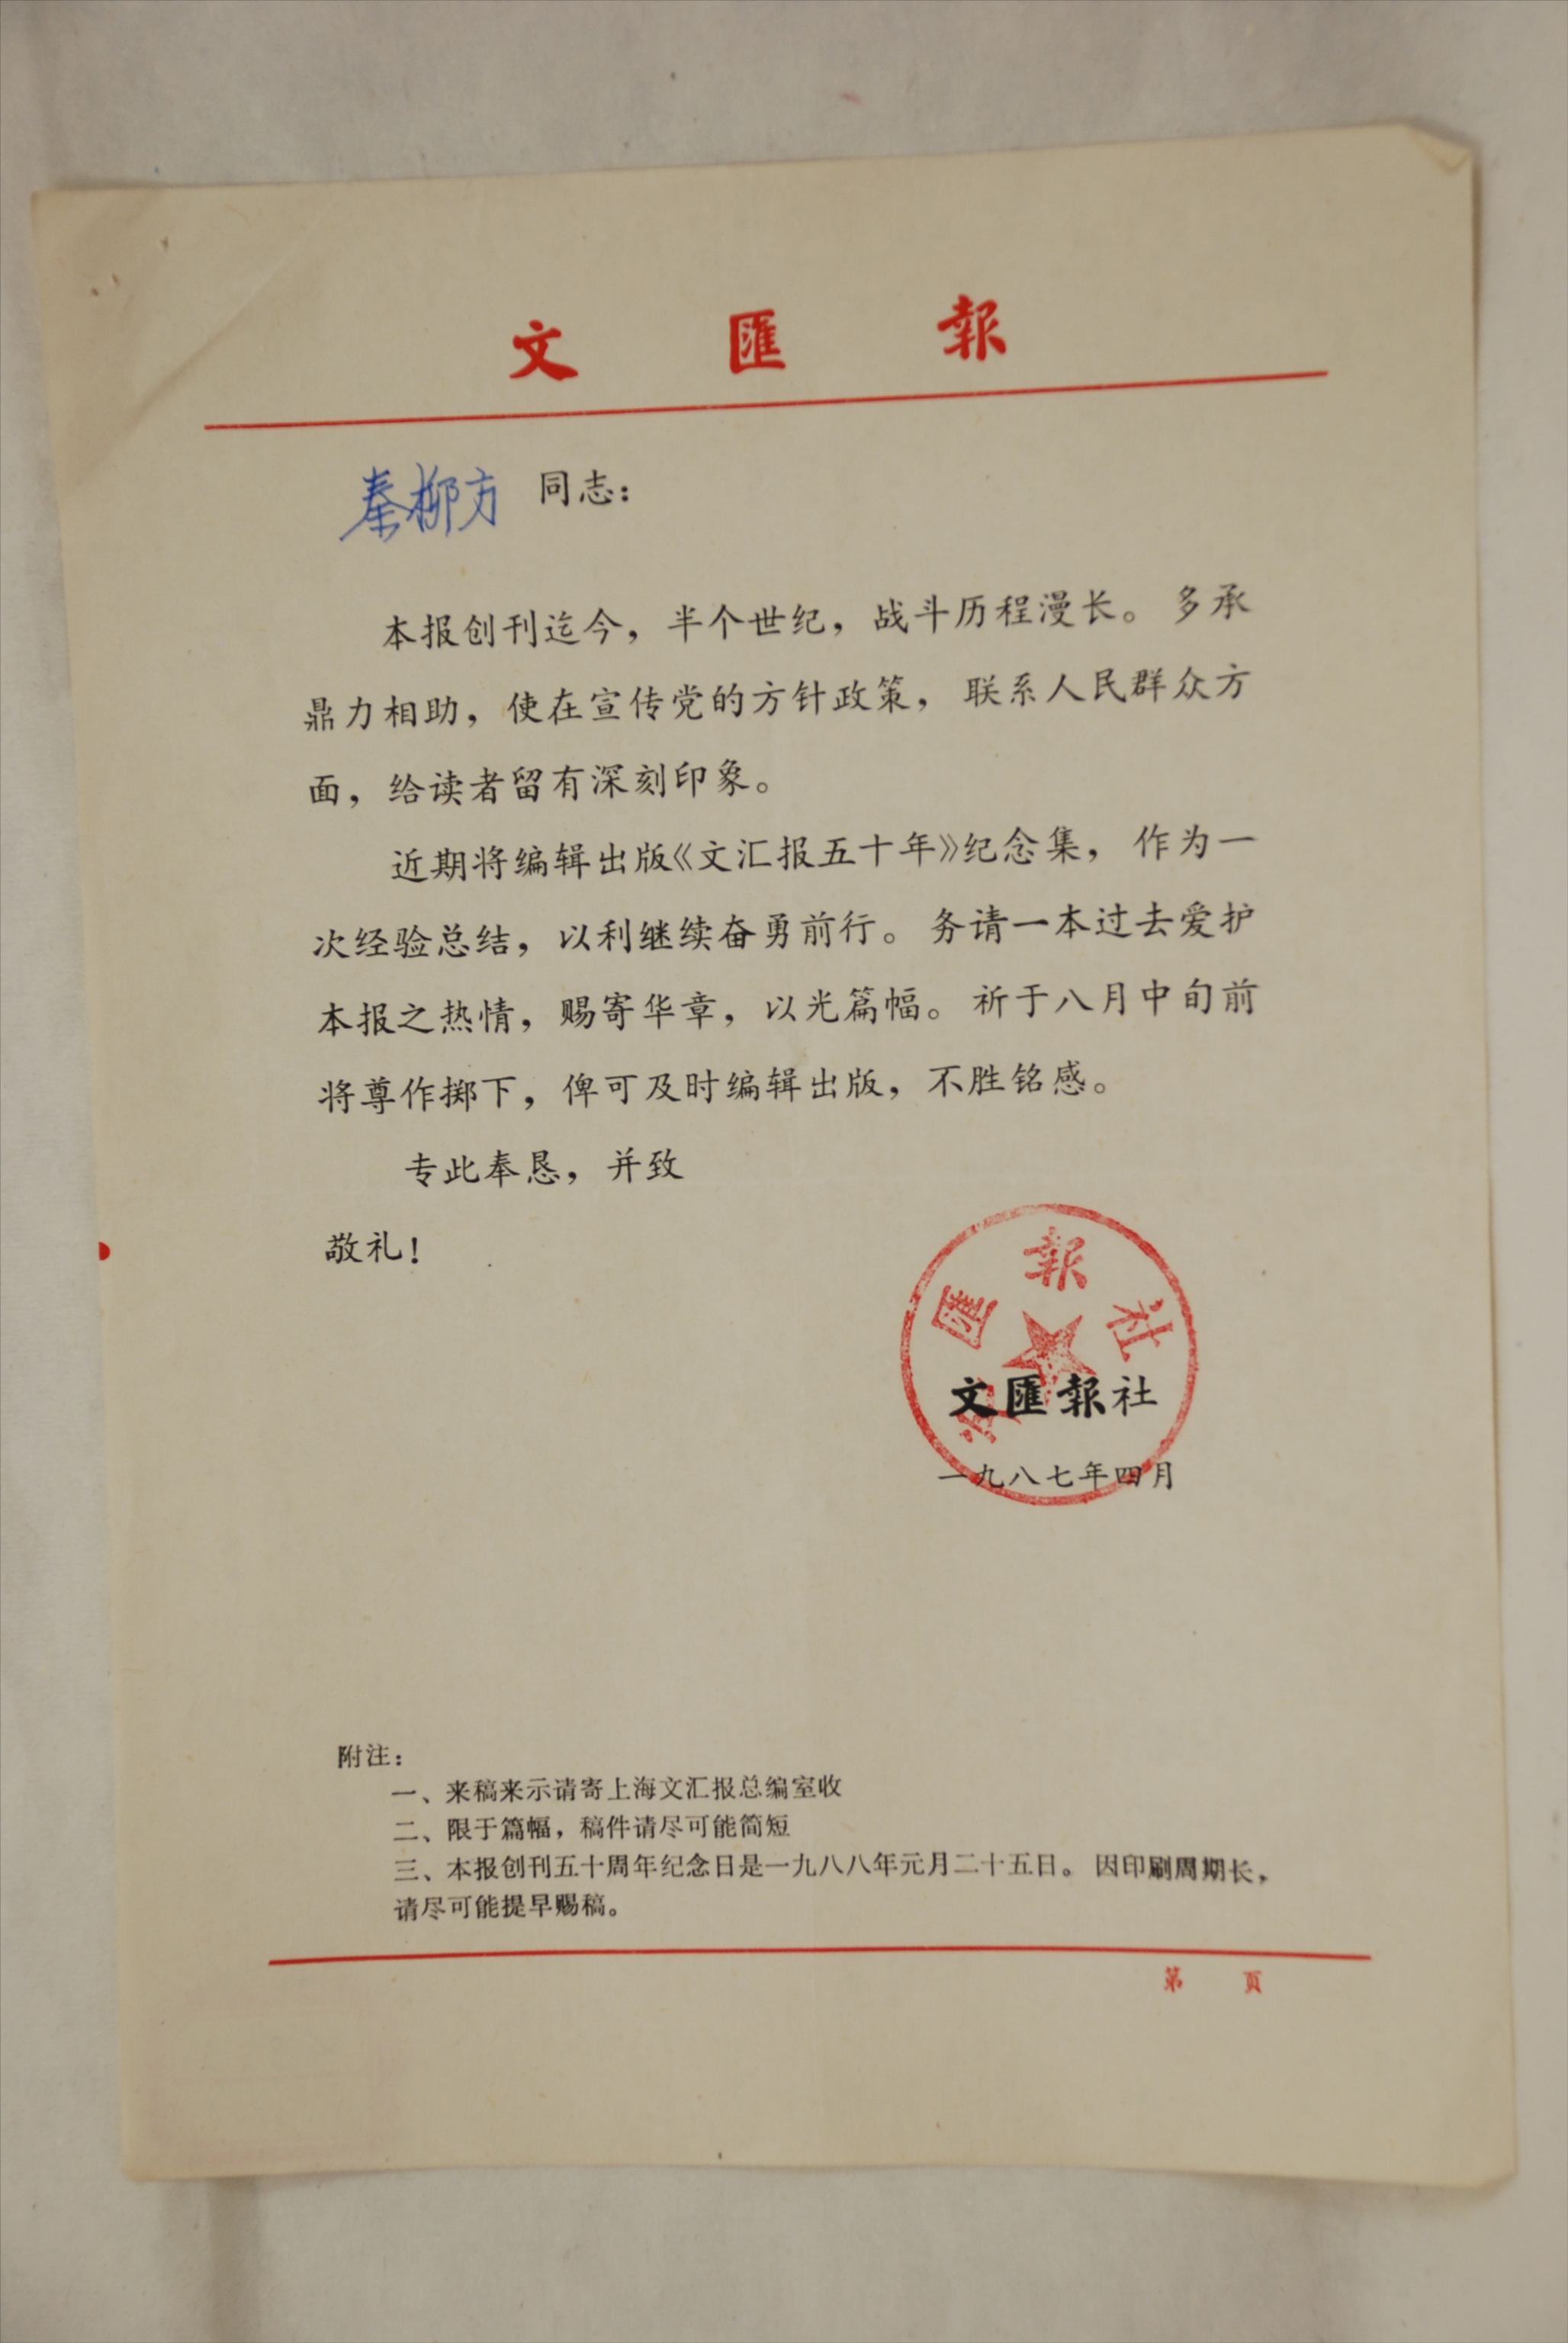 文匯報
秦柳方 同志：
本报创刊迄今，半个世纪，战斗历程漫长。多承
鼎力相助，使在宣传党的方针政策，联系人民群众方
面，给读者留有深刻印象。
近期将编辑出版《文汇报五十年》纪念集，作为一
次经验总结，以利继续奋勇前行。务请一本过去爱护
本报之热情，赐寄华章，以光篇幅。祈于八月中旬前
将尊作掷下，俾可及时编辑出版，不胜铭感。
专此奉恳，并致
敬礼！
文匯報社
文匯報社
一九八七年四月
附注：
一、来稿来示请寄上海文汇报总编室收
二、限于篇幅，稿件请尽可能简短
三、本报创刊五十周年纪念日是一九八八年元月二十五日。因印刷周期长，
请尽可能提早赐稿。
第 页